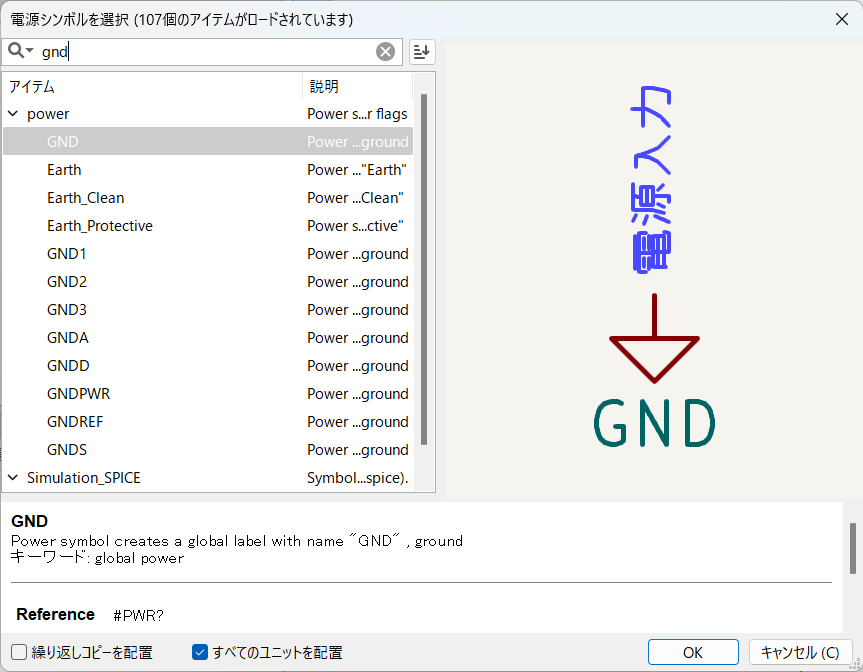 電源シンボルを選択 (107個のアイテムがロードされています)
gnd
アイテム 説明
power Power s...r flags
GND Power ...ground
Earth Power ..."Earth"
Earth_Clean Power ...Clean"
Earth_Protective Power s...ctive"
GND1 Power ...ground
GND2 Power ...ground
GND3 Power ...ground
GNDA Power ...ground
GNDD Power ...ground
GNDPWR Power ...ground
GNDREF Power ...ground
GNDS Power ...ground
Simulation_SPICE Symbol...spice).
電源入力
GND
GND
Power symbol creates a global label with name "GND" , ground
キーワード: global power
Reference #PWR?
繰り返しコピーを配置 すべてのユニットを配置 OK キャンセル (C)